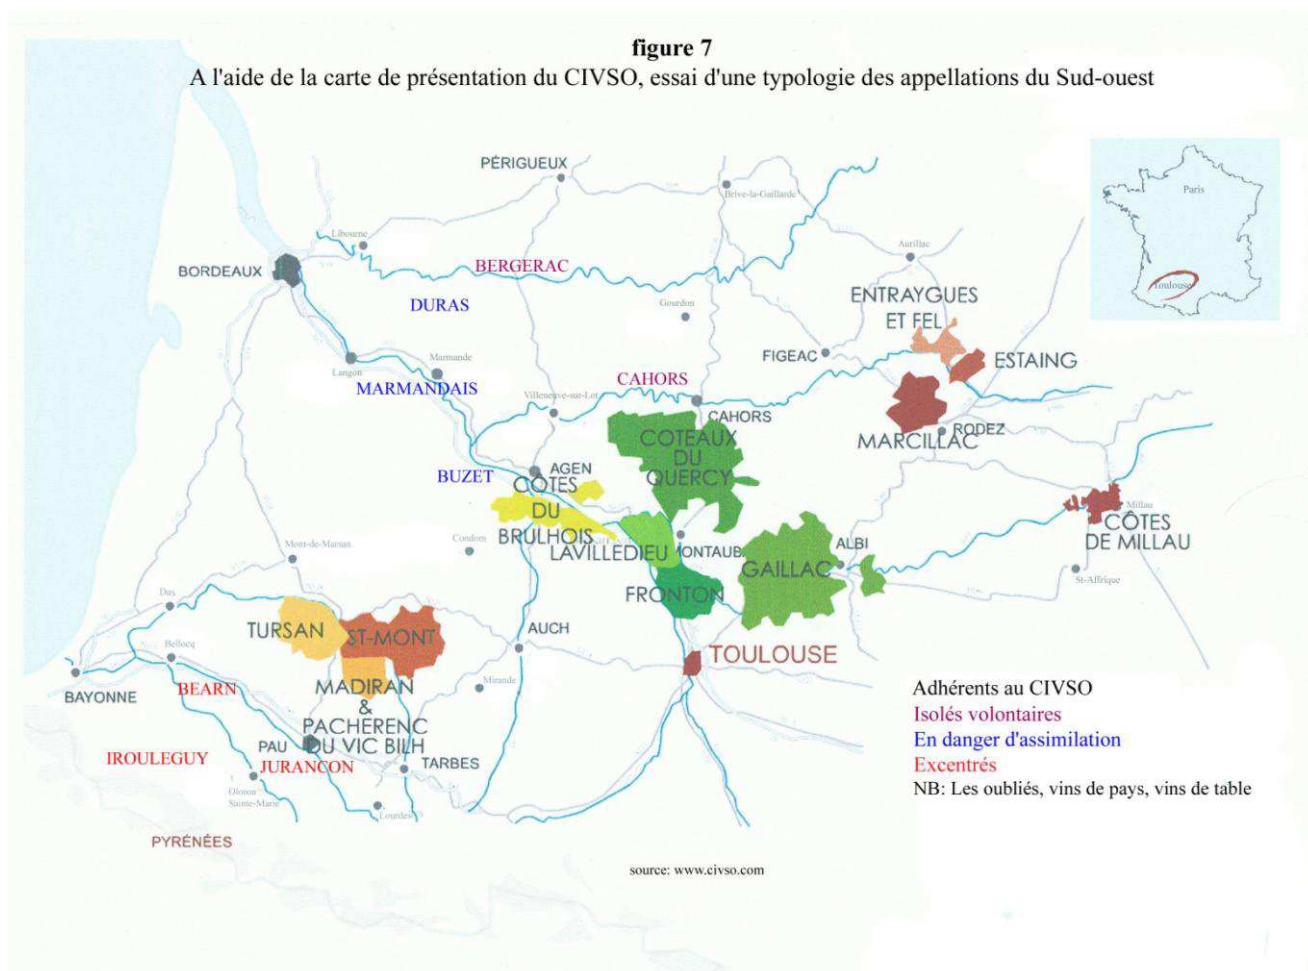 figure 7
A l'aide de la carte de présentation du CIVSO, essai d'une typologie des appellations du Sud-ouest
Paris
Toulouse
PÉRIGUEUX
Brive-la-Gaillarde
Libourne
Aurillac
BORDEAUX
BERGERAC
DURAS
Gourdon
ENTRAYGUES
ET FEL
Marmande
Langon
FIGEAC
ESTAING
MARMANDAIS
CAHORS
Villeneuve-sur-Lot
CAHORS
RODEZ
MARCILLAC
COTEAUX
DU
QUERCY
BUZET
AGEN
CÔTES
DU
BRULHOIS
Millau
CÔTES
DE MILLAU
Condom
Mont-de-Marsan
LAVILLEDIEU
MONTAUB
ALBI
GAILLAC
St-Affrique
FRONTON
Dax
TURSAN
ST-MONT
AUCH
TOULOUSE
Bellocq
BAYONNE
BEARN
MADIRAN
&
PACHERENC
DU VIC BILH
Mirande
PAU
IROULEGUY
JURANCON
TARBES
Oloron
Sainte-Marie
Lourdes
PYRÉNÉES
Adhérents au CIVSO
Isolés volontaires
En danger d'assimilation
Excentrés
NB: Les oubliés, vins de pays, vins de table
source: www.civso.com